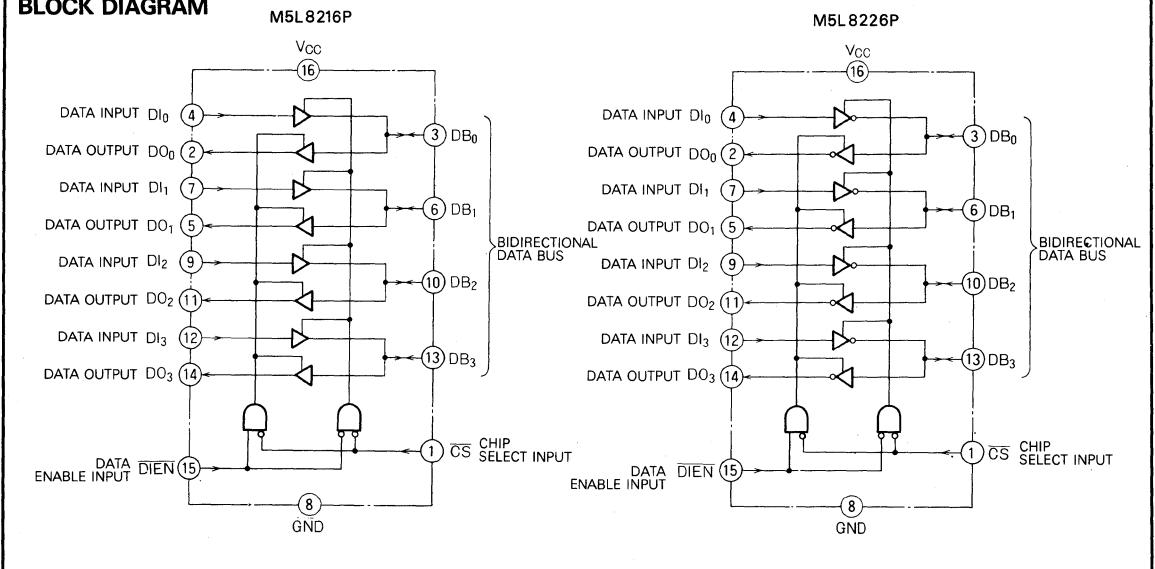 BLOCK DIAGRAM
M5L8216P
VCC
16
DATA INPUT DI0 4
3 DB0
DATA OUTPUT DO0 2
DATA INPUT DI1 7
6 DB1
DATA OUTPUT DO1 5
BIDIRECTIONAL
DATA BUS
DATA INPUT DI2 9
10 DB2
DATA OUTPUT DO2 11
DATA INPUT DI3 12
13 DB3
DATA OUTPUT DO3 14
1 C̅S̅ CHIP
SELECT INPUT
DATA
ENABLE INPUT D̅I̅E̅N̅ 15
8
GND
M5L8226P
VCC
16
DATA INPUT DI0 4
3 DB0
DATA OUTPUT DO0 2
DATA INPUT DI1 7
6 DB1
DATA OUTPUT DO1 5
BIDIRECTIONAL
DATA BUS
DATA INPUT DI2 9
10 DB2
DATA OUTPUT DO2 11
DATA INPUT DI3 12
13 DB3
DATA OUTPUT DO3 14
1 C̅S̅ CHIP
SELECT INPUT
DATA
ENABLE INPUT D̅I̅E̅N̅ 15
8
GND